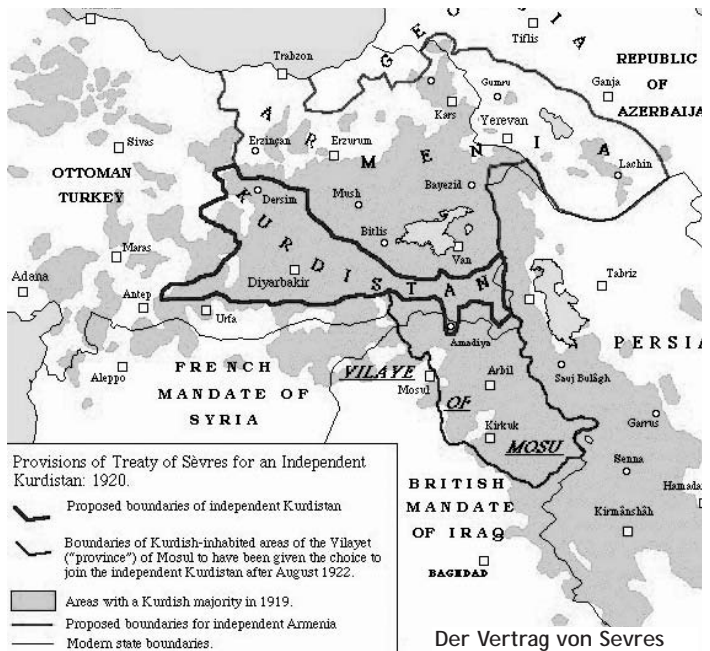 GEORGIA
Tiflis
Trabzon
REPUBLIC
OF
AZERBAIJA
Gumru
Ganja
Kars
Yerevan
ARMENIA
Sivas
Erzinçan
Erzurum
Lachin
OTTOMAN
TURKEY
Dersim
Mush
Bayezid
KURDISTAN
Bitlis
Van
Maras
Diyarbakir
Tabriz
Adana
Antep
Urfa
PERSIA
Amadiya
FRENCH
MANDATE OF
SYRIA
Aleppo
VILAYE
Mosul
Arbil
Sauj Bulâgh
OF
Kirkuk
MOSU
Garrus
Senna
BRITISH
MANDATE
OF IRAQ
Hamadan
Kirmânshâh
BAGHDAD
Provisions of Treaty of Sèvres for an Independent
Kurdistan: 1920.
Proposed boundaries of independent Kurdistan
Boundaries of Kurdish-inhabited areas of the Vilayet
("province") of Mosul to have been given the choice to
join the independent Kurdistan after August 1922.
Areas with a Kurdish majority in 1919.
Proposed boundaries for independent Armenia
Modern state boundaries.
Der Vertrag von Sevres